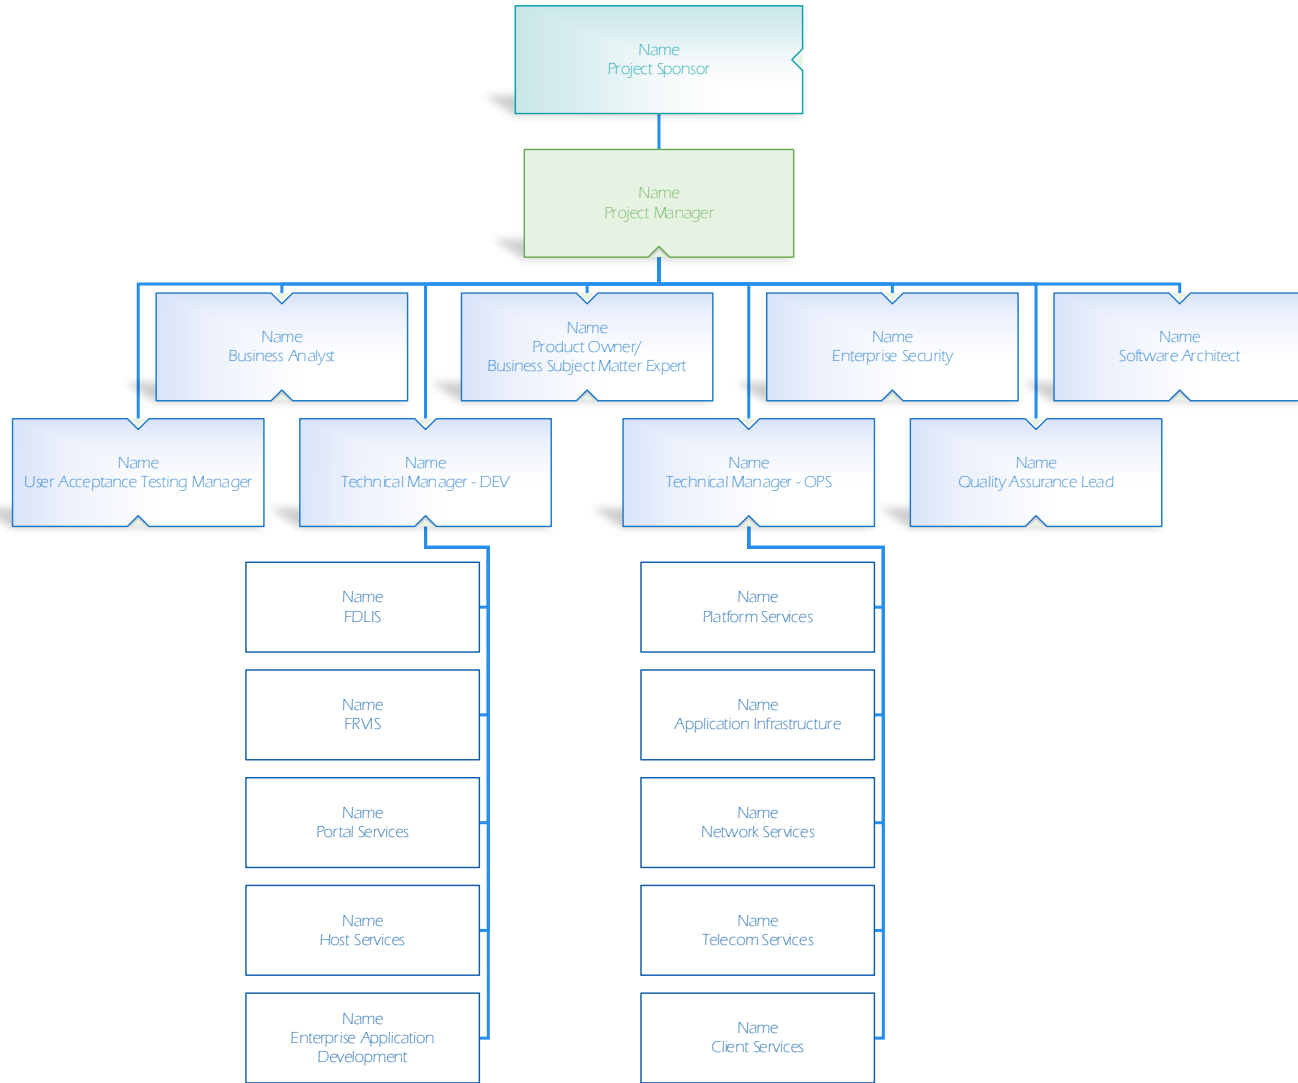 Name
Project Sponsor
Name
Project Manager
Name
Business Analyst
Name
Product Owner/
Business Subject Matter Expert
Name
Enterprise Security
Name
Software Architect
Name
User Acceptance Testing Manager
Name
Technical Manager - DEV
Name
Technical Manager - OPS
Name
Quality Assurance Lead
Name
FDLIS
Name
FRVIS
Name
Portal Services
Name
Host Services
Name
Enterprise Application
Development
Name
Platform Services
Name
Application Infrastructure
Name
Network Services
Name
Telecom Services
Name
Client Services